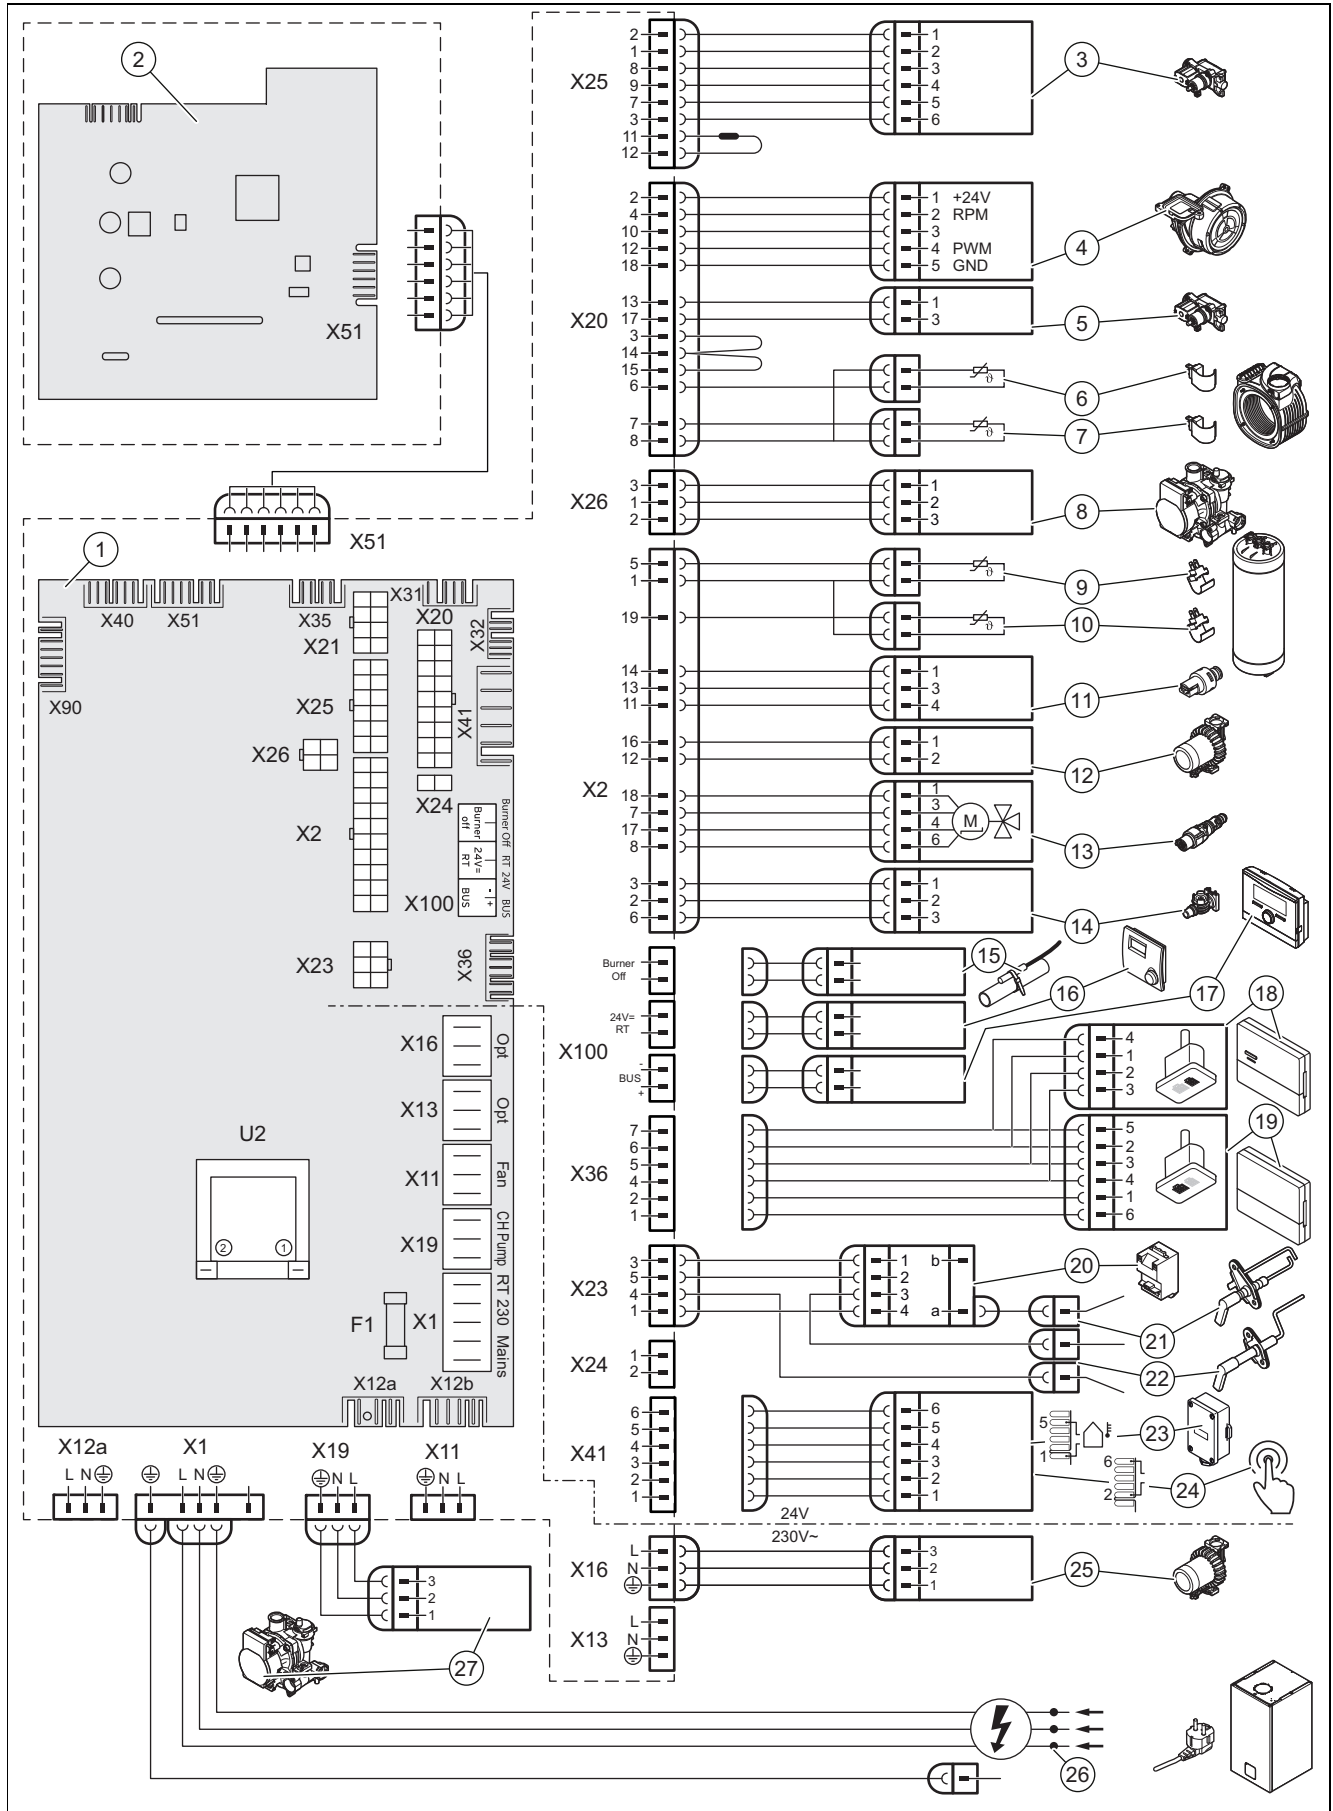 2
X51
X51
1
X40
X51
X35
X31
X21
X20
X32
X90
X25
X41
X26
X24
X2
Burner Off RT 24V BUS
Burner off
24V= RT
BUS
- +
X100
X23
X36
X16
Opt
X13
Opt
U2
X11
Fan
X19
CH Pump
2
1
F1
X1
RT 230 Mains
X12a
X12b
X12a
L N
X1
L N
X19
N L
X11
N L
3
2
1
27
X25
2
1
8
9
7
3
11
12
1
2
3
4
5
6
3
X20
2
4
10
12
18
13
17
3
14
15
6
7
8
1 +24V
2 RPM
3
4 PWM
5 GND
4
1
3
5
ϑ
6
ϑ
7
X26
3
1
2
1
2
3
8
X2
5
1
19
14
13
11
16
12
18
7
17
8
3
2
6
ϑ
9
ϑ
10
1
3
4
11
1
2
12
1
3
4
6
M
13
1
2
3
14
X100
Burner
Off
24V=
RT
-
BUS
+
15
16
17
18
4
1
2
3
X36
7
6
5
4
2
1
5
2
3
4
1
6
19
X23
3
5
4
1
1
2
3
4
b
a
20
21
X24
1
2
22
X41
6
5
4
3
2
1
6
5
4
3
2
1
5
1
23
6
2
24
24V
230V~
X16
L
N
3
2
1
25
X13
L
N
26